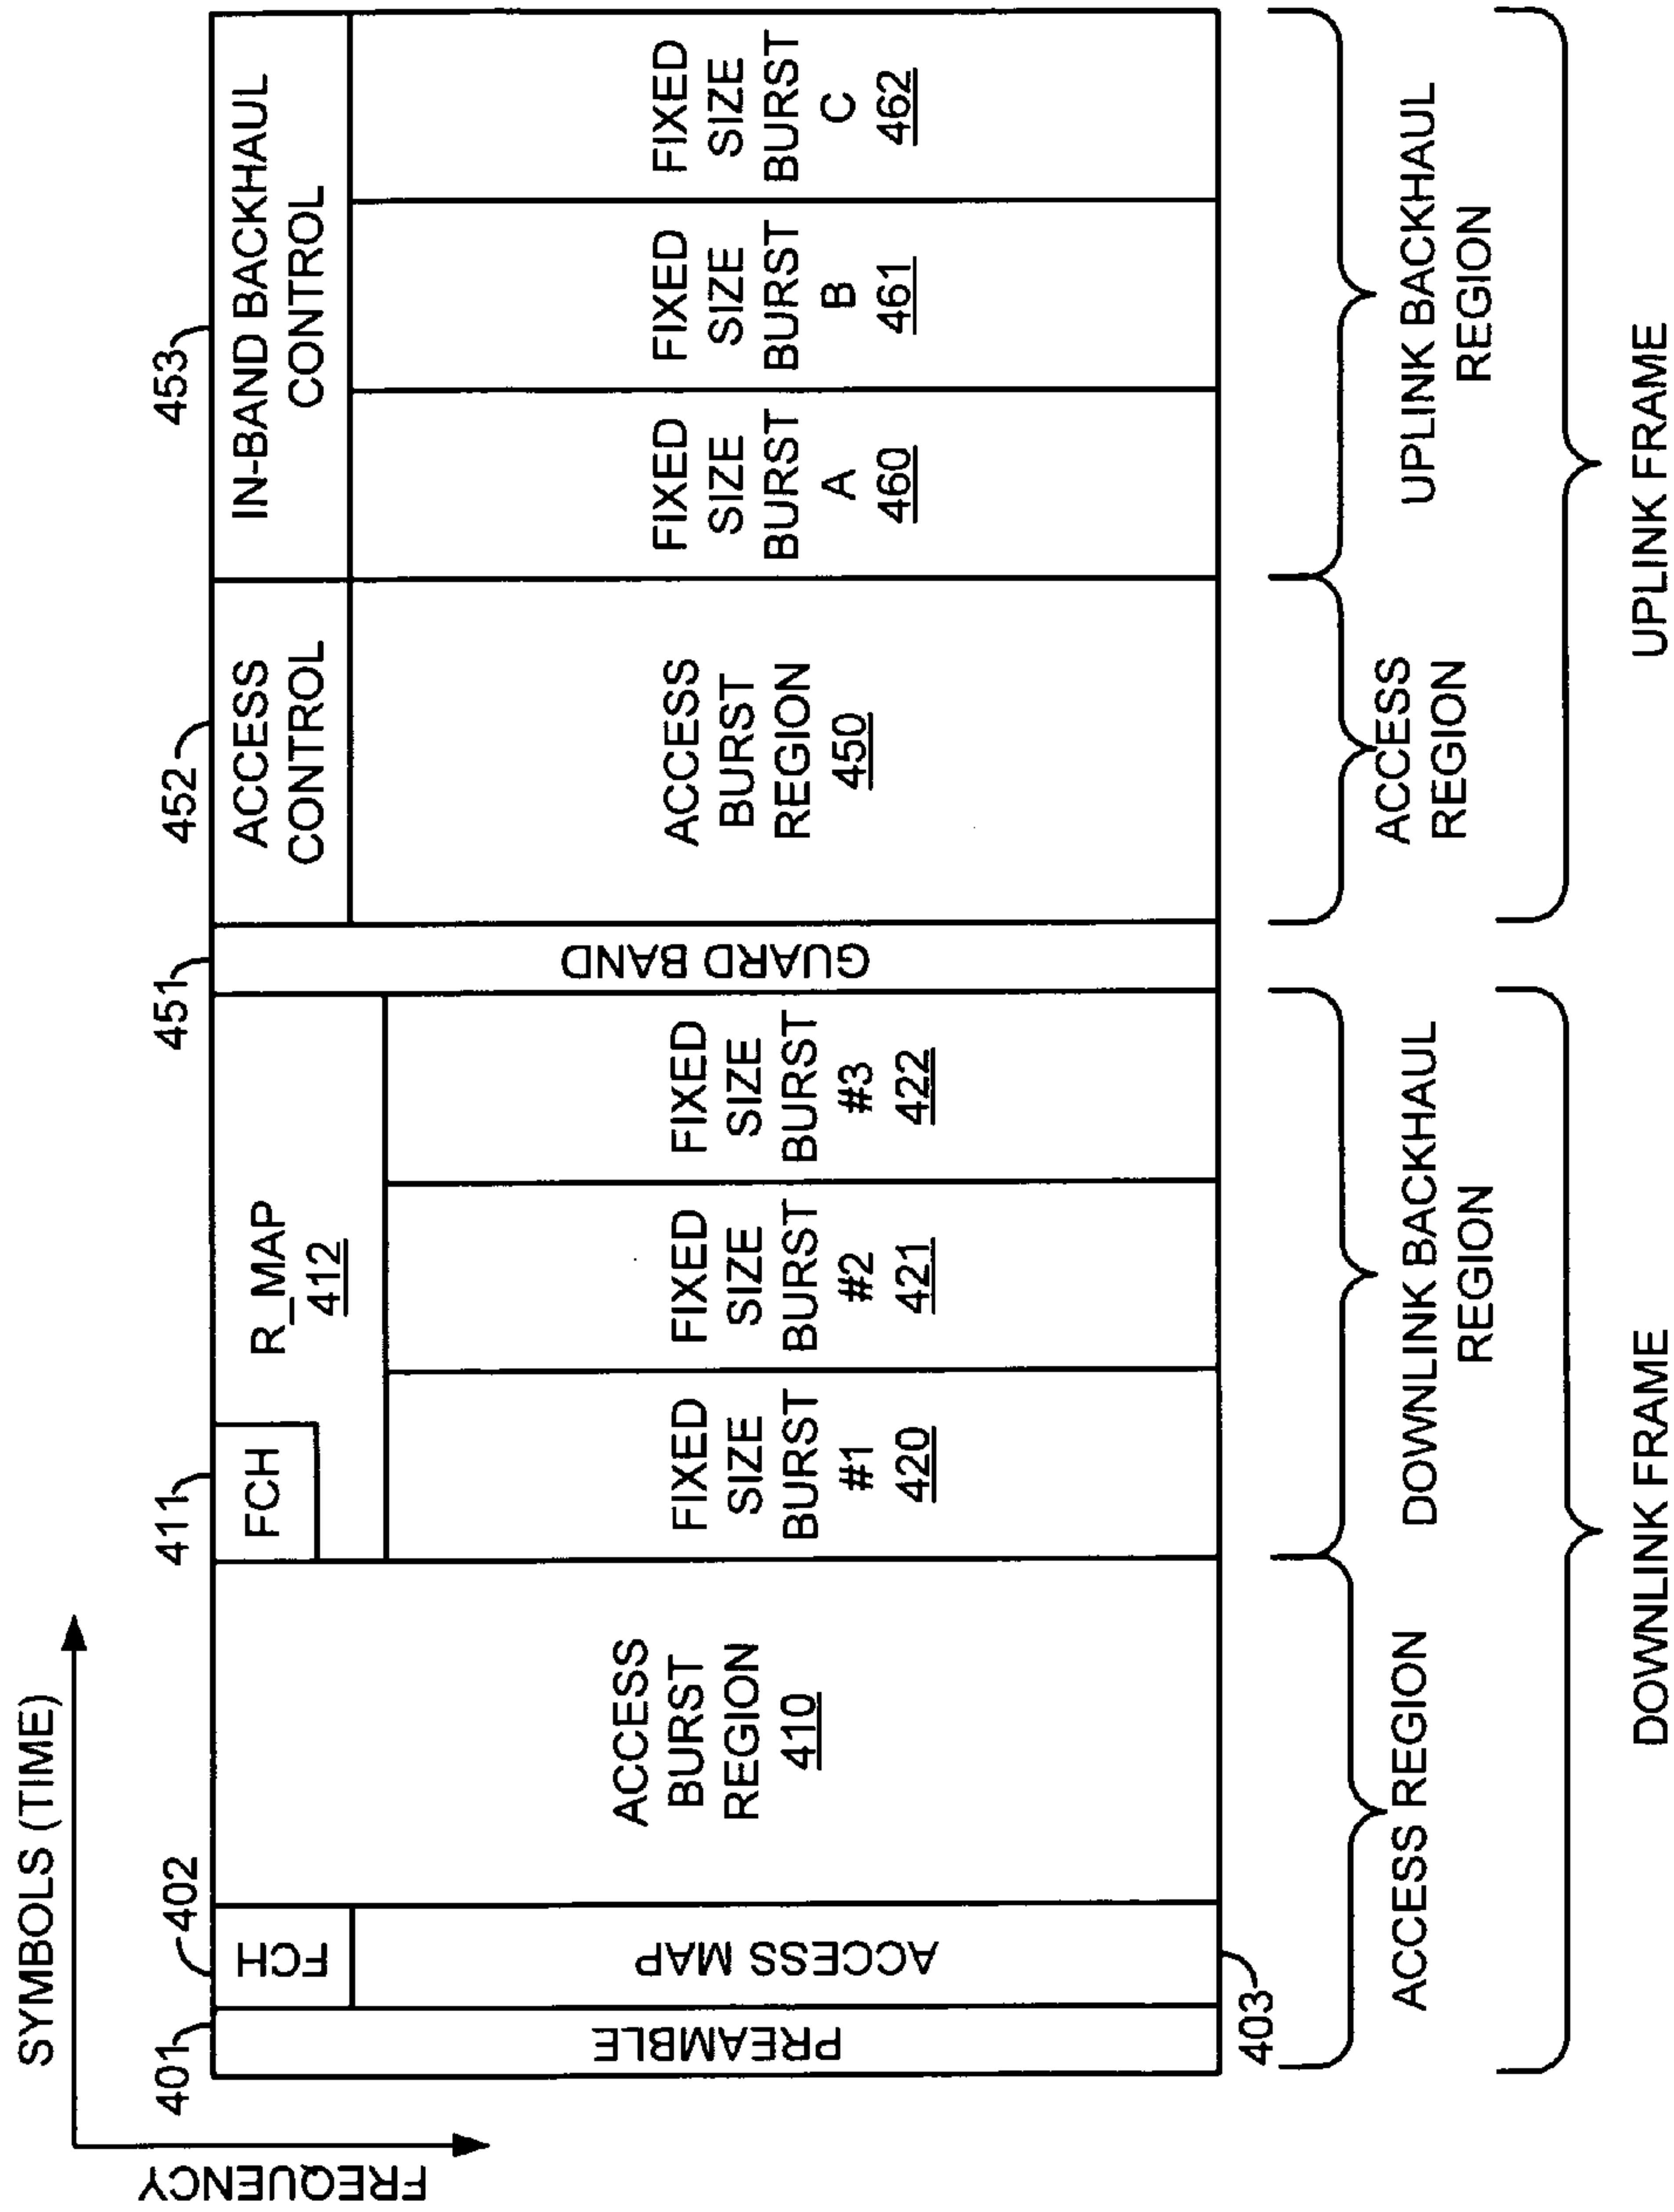 SYMBOLS (TIME)
FREQUENCY
401
402
411
451
452
453
PREAMBLE
FCH
ACCESS MAP
403
ACCESS
BURST
REGION
410
FCH
R_MAP
412
FIXED
SIZE
BURST
#1
420
FIXED
SIZE
BURST
#2
421
FIXED
SIZE
BURST
#3
422
GUARD BAND
ACCESS
CONTROL
ACCESS
BURST
REGION
450
IN-BAND BACKHAUL
CONTROL
FIXED
SIZE
BURST
A
460
FIXED
SIZE
BURST
B
461
FIXED
SIZE
BURST
C
462
ACCESS REGION
DOWNLINK BACKHAUL
REGION
ACCESS
REGION
UPLINK BACKHAUL
REGION
DOWNLINK FRAME
UPLINK FRAME